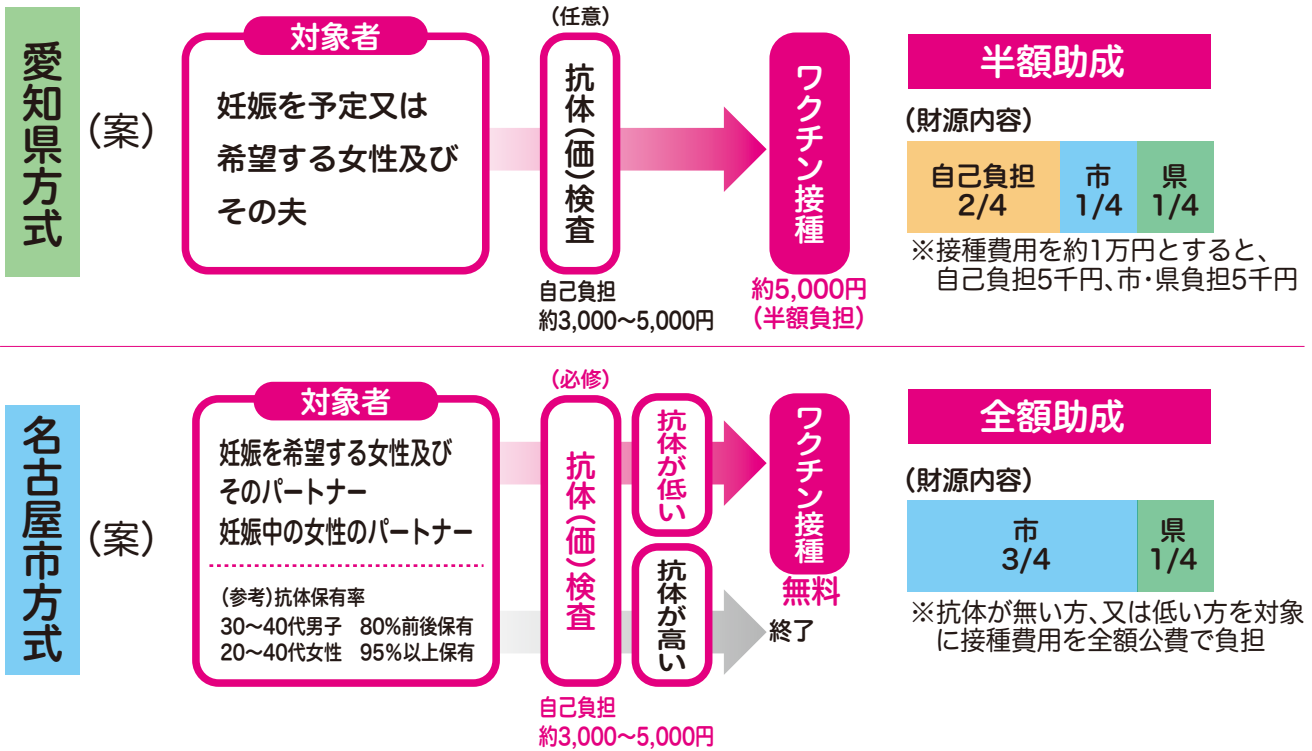 愛知県方式
(案)
対象者
妊娠を予定又は
希望する女性及び
その夫
(任意)
抗体(価)検査
自己負担
約3,000〜5,000円
ワクチン接種
約5,000円
(半額負担)
半額助成
(財源内容)
自己負担
2/4
市
1/4
県
1/4
※接種費用を約1万円とすると、
自己負担5千円、市・県負担5千円
名古屋市方式
(案)
対象者
妊娠を希望する女性及び
そのパートナー
妊娠中の女性のパートナー
(参考)抗体保有率
30〜40代男子 80%前後保有
20〜40代女性 95%以上保有
(必修)
抗体(価)検査
自己負担
約3,000〜5,000円
抗体が低い
抗体が高い
ワクチン接種
無料
終了
全額助成
(財源内容)
市
3/4
県
1/4
※抗体が無い方、又は低い方を対象
に接種費用を全額公費で負担